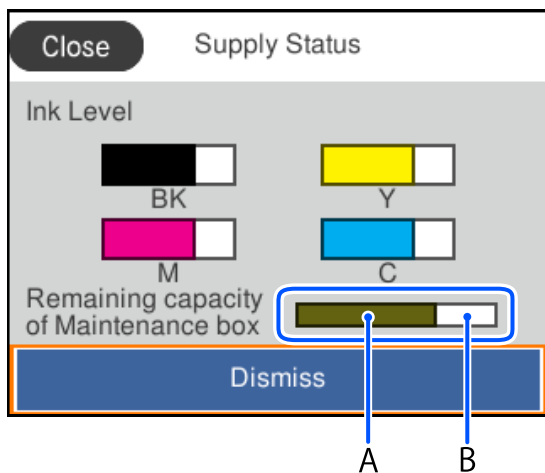 Close
Supply Status
Ink Level
BK
Y
M
C
Remaining capacity
of Maintenance box
Dismiss
A
B